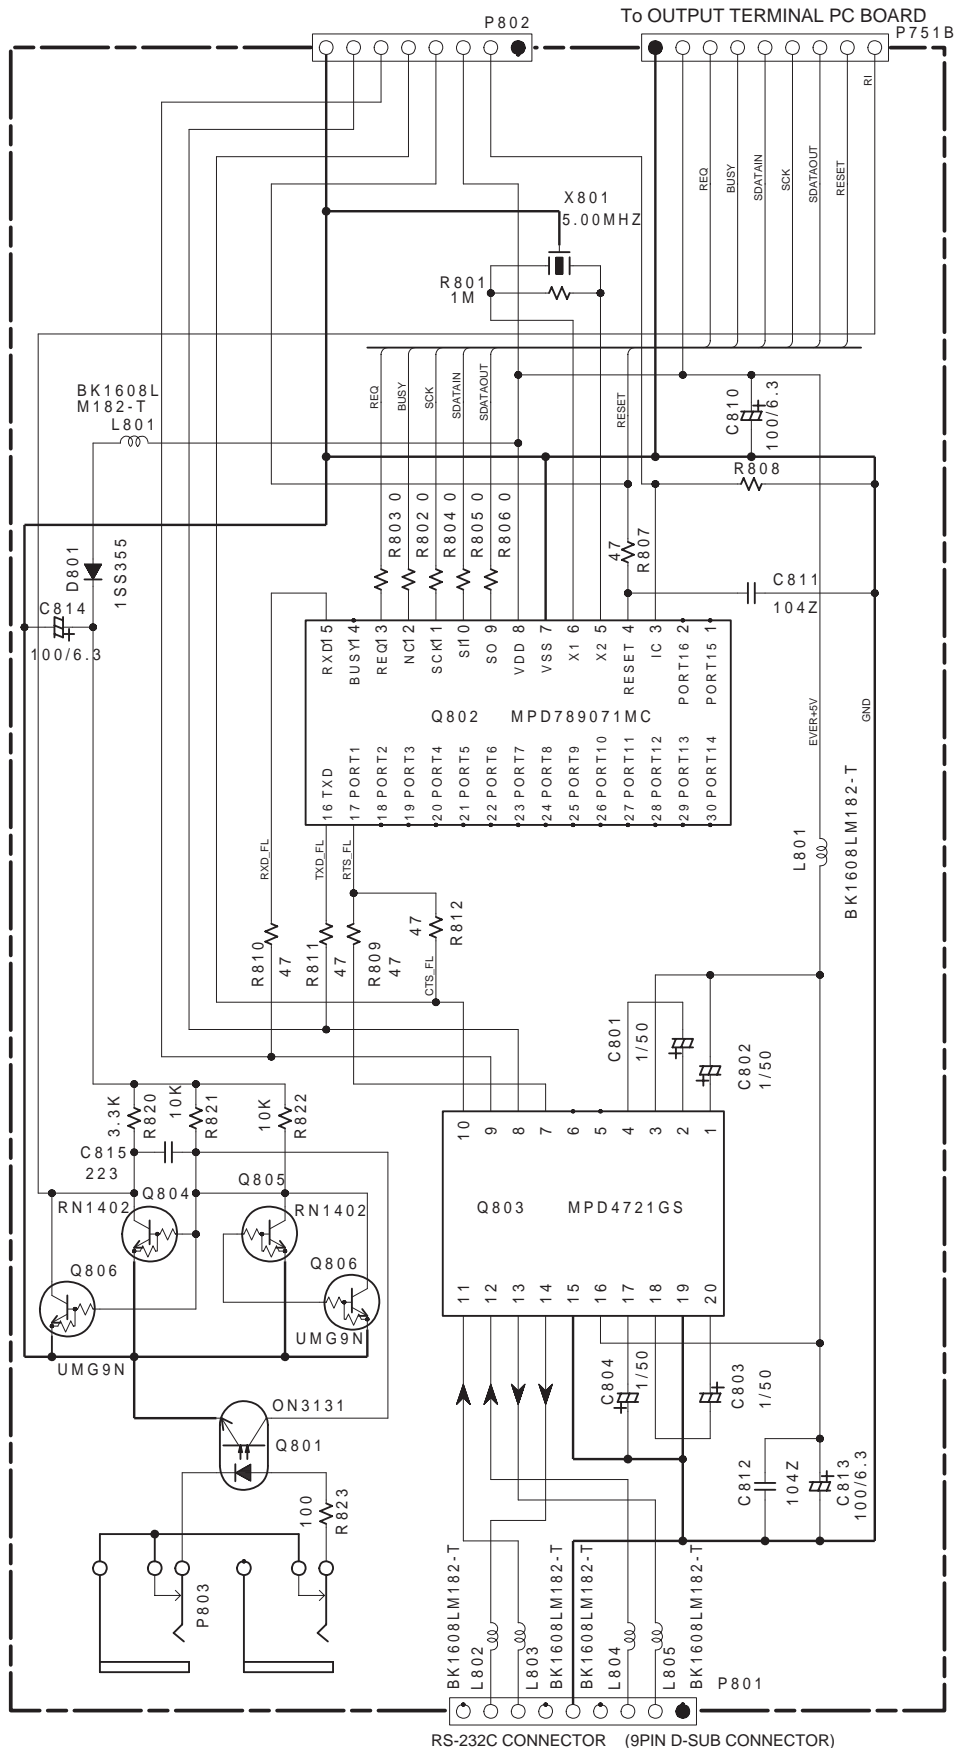 To OUTPUT TERMINAL PC BOARD
P802
P751B
RI
REQ
BUSY
SDATAIN
SCK
SDATAOUT
RESET
X801
5.00MHZ
R801
1M
BK1608L
M182-T
L801
REQ
BUSY
SCK
SDATAIN
SDATAOUT
RESET
C810
100/6.3
R808
D801
1SS355
C814
100/6.3
R803 0
R802 0
R804 0
R805 0
R806 0
47
R807
C811
104Z
RXD15
BUSY14
REQ13
NC12
SCK11
SI10
SO 9
VDD 8
VSS 7
X1 6
X2 5
RESET 4
IC 3
PORT16 2
PORT15 1
Q802 MPD789071MC
16 TXD
17 PORT1
18 PORT2
19 PORT3
20 PORT4
21 PORT5
22 PORT6
23 PORT7
24 PORT8
25 PORT9
26 PORT10
27 PORT11
28 PORT12
29 PORT13
30 PORT14
EVER+5V
GND
L801
BK1608LM182-T
RXD_FL
TXD_FL
RTS_FL
R810
47
R811
47
R809
47
47
R812
CTS_FL
C801
1/50
C802
1/50
3.3K
R820
10K
R821
10K
R822
C815
223
10 9 8 7 6 5 4 3 2 1
Q804
RN1402
Q805
RN1402
Q803 MPD4721GS
Q806
UMG9N
Q806
UMG9N
11 12 13 14 15 16 17 18 19 20
C804
1/50
C803
1/50
ON3131
Q801
100
R823
C812
104Z
C813
100/6.3
P803
BK1608LM182-T
L802
L803
BK1608LM182-T
BK1608LM182-T
L804
L805
BK1608LM182-T
P801
RS-232C CONNECTOR (9PIN D-SUB CONNECTOR)